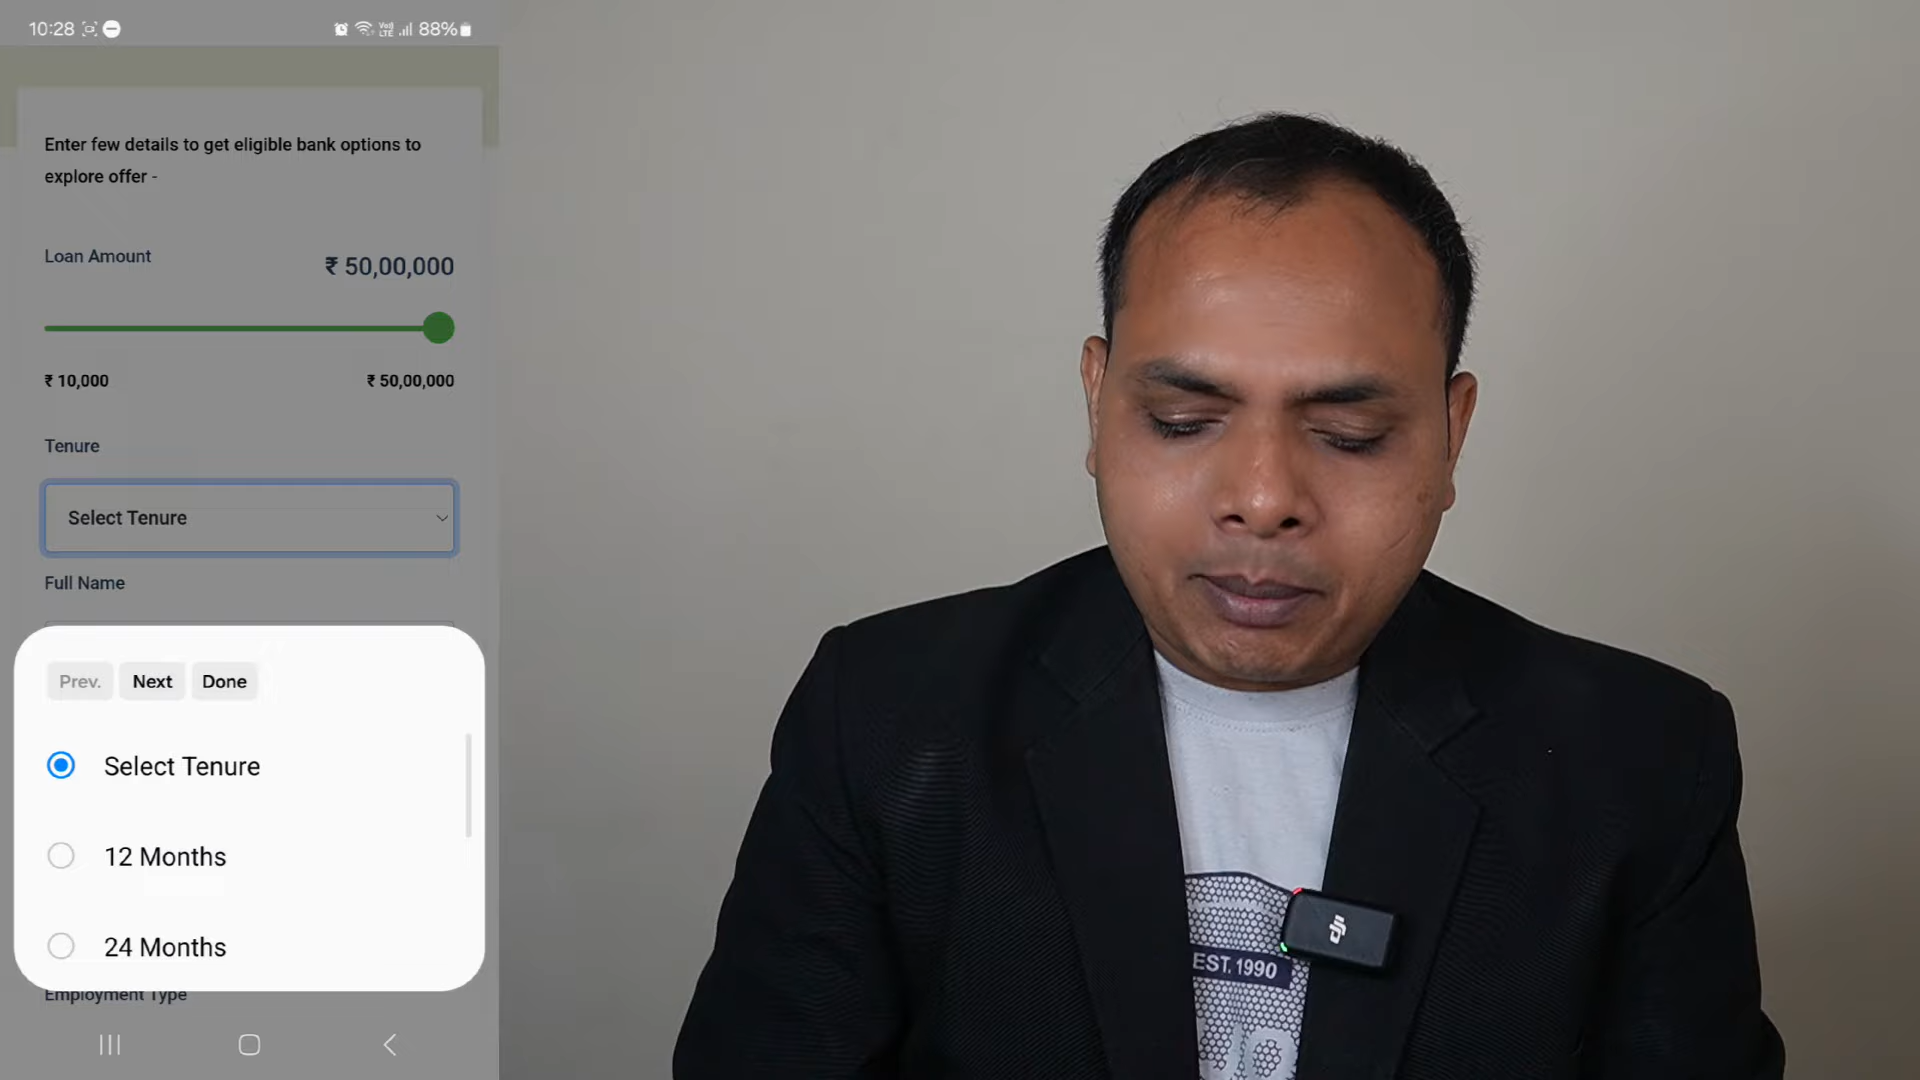 10:28
Vo)
LTE
88%
Enter few details to get eligible bank options to
explore offer -
Loan Amount
₹ 50,00,000
₹ 10,000
₹ 50,00,000
Tenure
Select Tenure
Full Name
Prev.
Next
Done
Select Tenure
12 Months
24 Months
Employment Type
EST. 1990